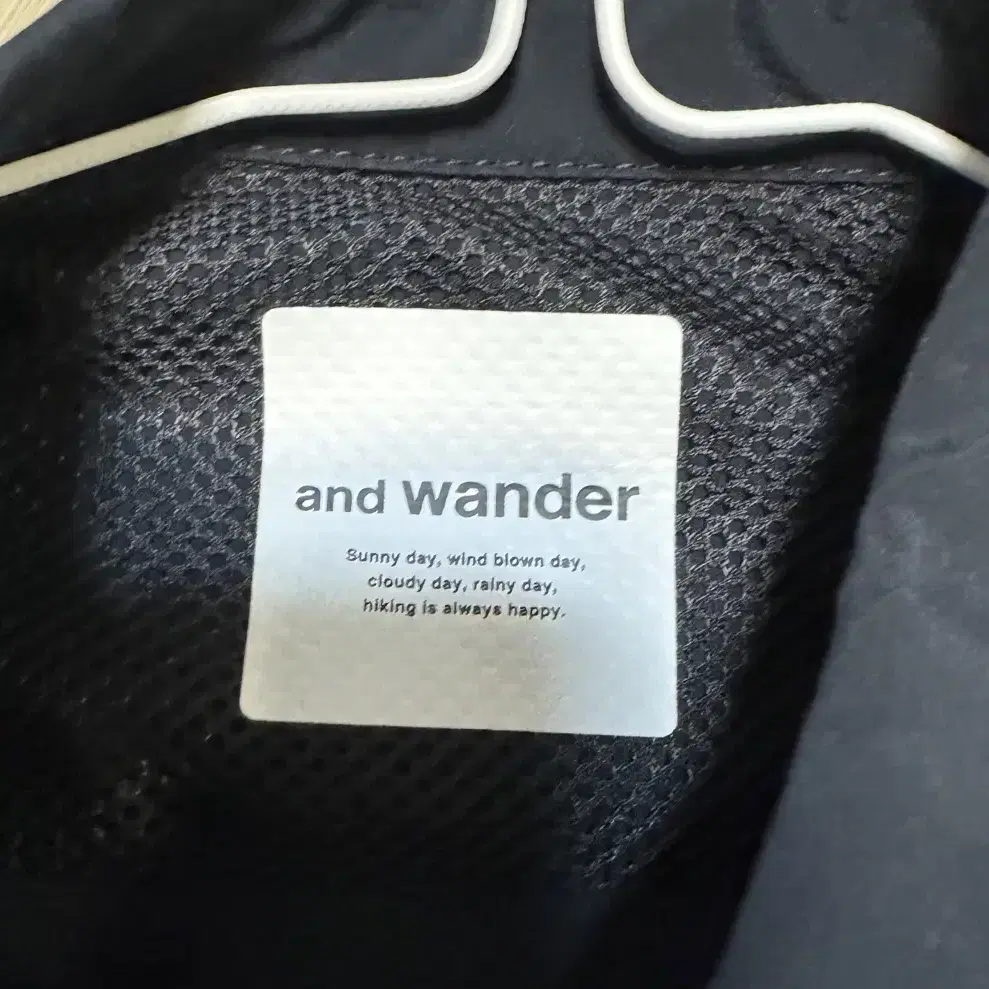 and wander
Sunny day, wind blown day,
cloudy day, rainy day,
hiking is always happy.